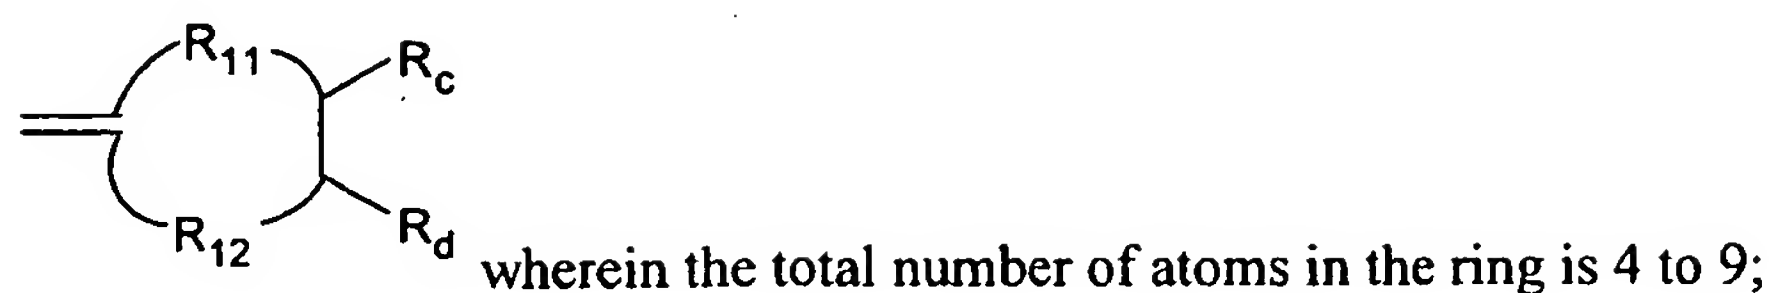 R11
Rc
R12
Rd
wherein the total number of atoms in the ring is 4 to 9;